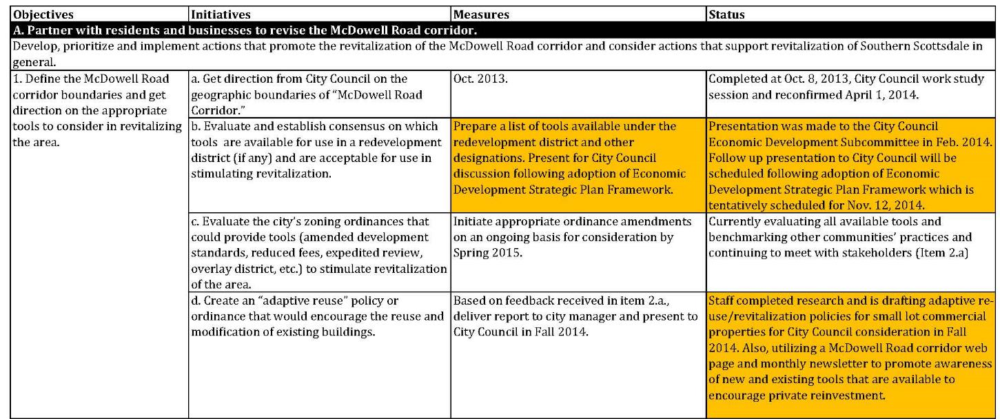 Objectives
Initiatives
Measures
Status
A. Partner with residents and businesses to revise the McDowell Road corridor.
Develop, prioritize and implement actions that promote the revitalization of the McDowell Road corridor and consider actions that support revitalization of Southern Scottsdale in
general.
1. Define the McDowell Road
corridor boundaries and get
direction on the appropriate
tools to consider in revitalizing
the area.
a. Get direction from City Council on the
geographic boundaries of “McDowell Road
Corridor.”
Oct. 2013.
Completed at Oct. 8, 2013, City Council work study
session and reconfirmed April 1, 2014.
b. Evaluate and establish consensus on which
tools  are available for use in a redevelopment
district (if any) and are acceptable for use in
stimulating revitalization.
Prepare a list of tools available under the
redevelopment district and other
designations. Present for City Council
discussion following adoption of Economic
Development Strategic Plan Framework.
Presentation was made to the City Council
Economic Development Subcommittee in Feb. 2014.
Follow up presentation to City Council will be
scheduled following adoption of Economic
Development Strategic Plan Framework which is
tentatively scheduled for Nov. 12, 2014.
c. Evaluate the city’s zoning ordinances that
could provide tools (amended development
standards, reduced fees, expedited review,
overlay district, etc.) to stimulate revitalization
of the area.
Initiate appropriate ordinance amendments
on an ongoing basis for consideration by
Spring 2015.
Currently evaluating all available tools and
benchmarking other communities’ practices and
continuing to meet with stakeholders (Item 2.a)
d. Create an “adaptive reuse” policy or
ordinance that would encourage the reuse and
modification of existing buildings.
Based on feedback received in item 2.a.,
deliver report to city manager and present to
City Council in Fall 2014.
Staff completed research and is drafting adaptive re-
use/revitalization policies for small lot commercial
properties for City Council consideration in Fall
2014. Also, utilizing a McDowell Road corridor web
page and monthly newsletter to promote awareness
of new and existing tools that are available to
encourage private reinvestment.